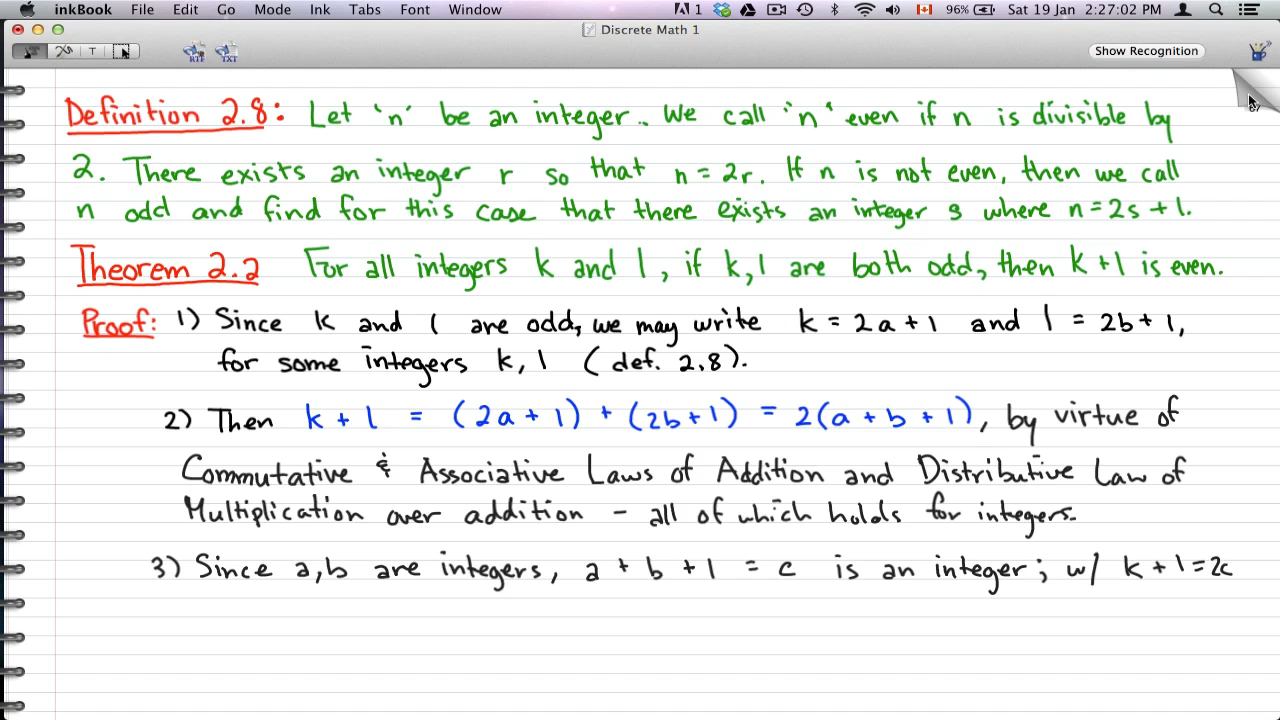 inkBook File Edit Go Mode Ink Tabs Font Window 1 96% Sat 19 Jan 2:27:02 PM
Discrete Math 1
T RTF TXT Show Recognition
Definition 2.8: Let 'n' be an integer. We call 'n' even if n is divisible by
2. There exists an integer r so that n = 2r. If n is not even, then we call
n odd and find for this case that there exists an integer s where n = 2s + 1.
Theorem 2.2 For all integers k and l, if k, l are both odd, then k + l is even.
Proof: 1) Since k and l are odd, we may write k = 2a + 1 and l = 2b + 1,
for some integers k, l (def. 2.8).
2) Then k + l = (2a + 1) + (2b + 1) = 2(a + b + 1), by virtue of
Commutative & Associative Laws of Addition and Distributive Law of
Multiplication over addition - all of which holds for integers.
3) Since a,b are integers, a + b + 1 = c is an integer; w/ k + l = 2c